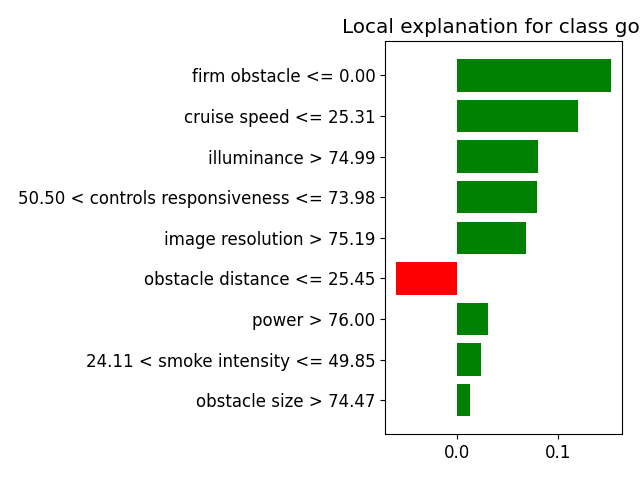 Local explanation for class go
firm obstacle <= 0.00
cruise speed <= 25.31
illuminance > 74.99
50.50 < controls responsiveness <= 73.98
image resolution > 75.19
obstacle distance <= 25.45
power > 76.00
24.11 < smoke intensity <= 49.85
obstacle size > 74.47
0.0 0.1